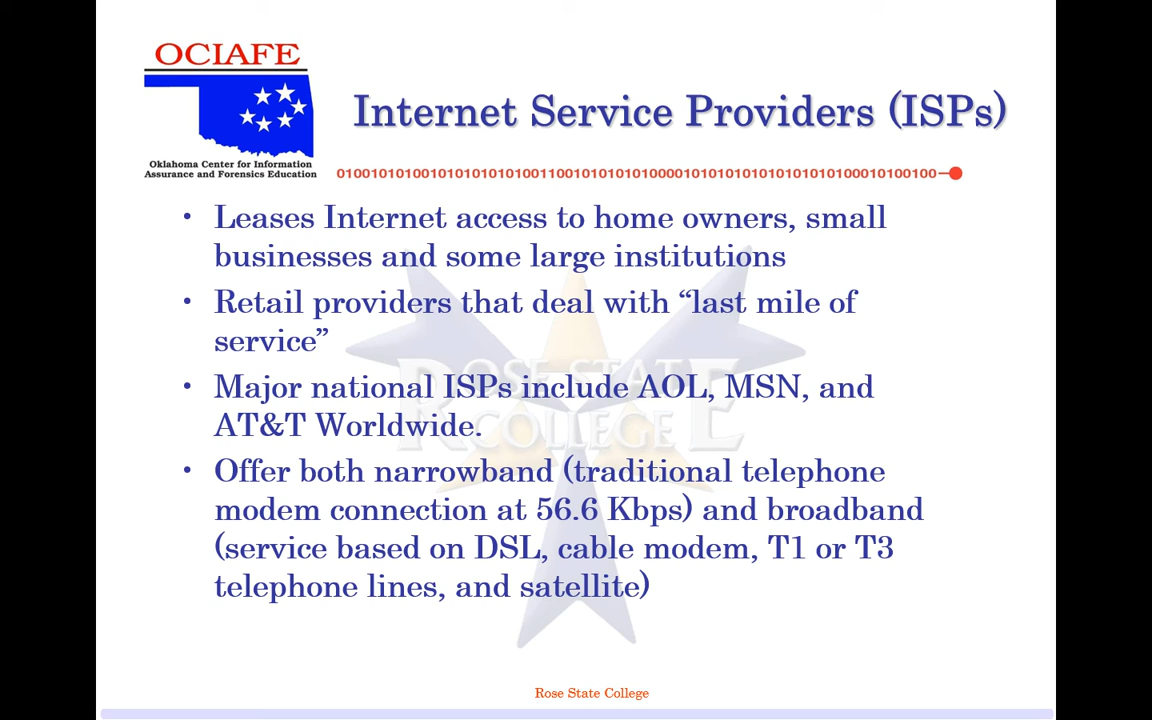 OCIAFE
Oklahoma Center for Information
Assurance and Forensics Education
Internet Service Providers (ISPs)
010010101001010101010101001100101010101010000101010101010101010100010100100
• Leases Internet access to home owners, small
businesses and some large institutions
• Retail providers that deal with “last mile of
service”
• Major national ISPs include AOL, MSN, and
AT&T Worldwide.
• Offer both narrowband (traditional telephone
modem connection at 56.6 Kbps) and broadband
(service based on DSL, cable modem, T1 or T3
telephone lines, and satellite)
ROSE STATE
COLLEGE
Rose State College